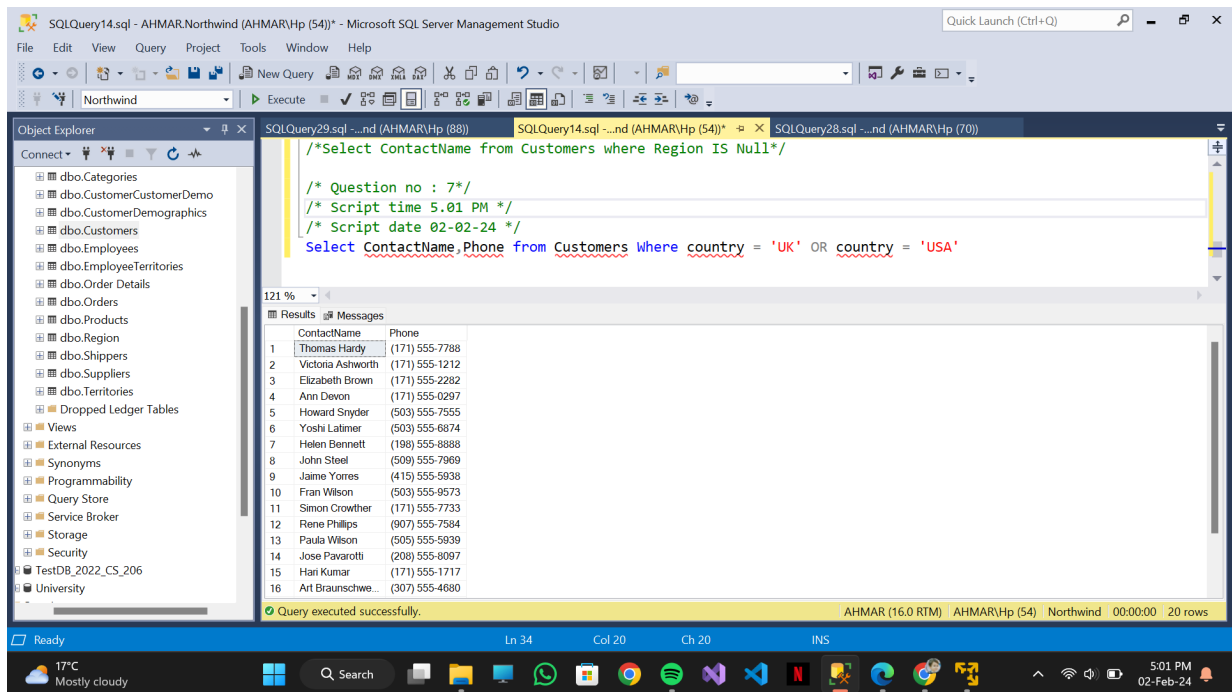 SQLQuery14.sql - AHMAR.Northwind (AHMAR\Hp (54))* - Microsoft SQL Server Management Studio
Quick Launch (Ctrl+Q)
File Edit View Query Project Tools Window Help
New Query MDX DMX XMLA DAX
Northwind Execute
Object Explorer
SQLQuery29.sql -...nd (AHMAR\Hp (88)) SQLQuery14.sql -...nd (AHMAR\Hp (54))* SQLQuery28.sql -...nd (AHMAR\Hp (70))
Connect
dbo.Categories
dbo.CustomerCustomerDemo
dbo.CustomerDemographics
dbo.Customers
dbo.Employees
dbo.EmployeeTerritories
dbo.Order Details
dbo.Orders
dbo.Products
dbo.Region
dbo.Shippers
dbo.Suppliers
dbo.Territories
Dropped Ledger Tables
Views
External Resources
Synonyms
Programmability
Query Store
Service Broker
Storage
Security
TestDB_2022_CS_206
University
/*Select ContactName from Customers where Region IS Null*/
/* Question no : 7*/
/* Script time 5.01 PM */
/* Script date 02-02-24 */
Select ContactName,Phone from Customers Where country = 'UK' OR country = 'USA'
121 %
Results Messages
ContactName Phone
1 Thomas Hardy (171) 555-7788
2 Victoria Ashworth (171) 555-1212
3 Elizabeth Brown (171) 555-2282
4 Ann Devon (171) 555-0297
5 Howard Snyder (503) 555-7555
6 Yoshi Latimer (503) 555-6874
7 Helen Bennett (198) 555-8888
8 John Steel (509) 555-7969
9 Jaime Yorres (415) 555-5938
10 Fran Wilson (503) 555-9573
11 Simon Crowther (171) 555-7733
12 Rene Phillips (907) 555-7584
13 Paula Wilson (505) 555-5939
14 Jose Pavarotti (208) 555-8097
15 Hari Kumar (171) 555-1717
16 Art Braunschwe... (307) 555-4680
Query executed successfully. AHMAR (16.0 RTM) AHMAR\Hp (54) Northwind 00:00:00 20 rows
Ready Ln 34 Col 20 Ch 20 INS
17°C
Mostly cloudy
Search
N
5:01 PM
02-Feb-24